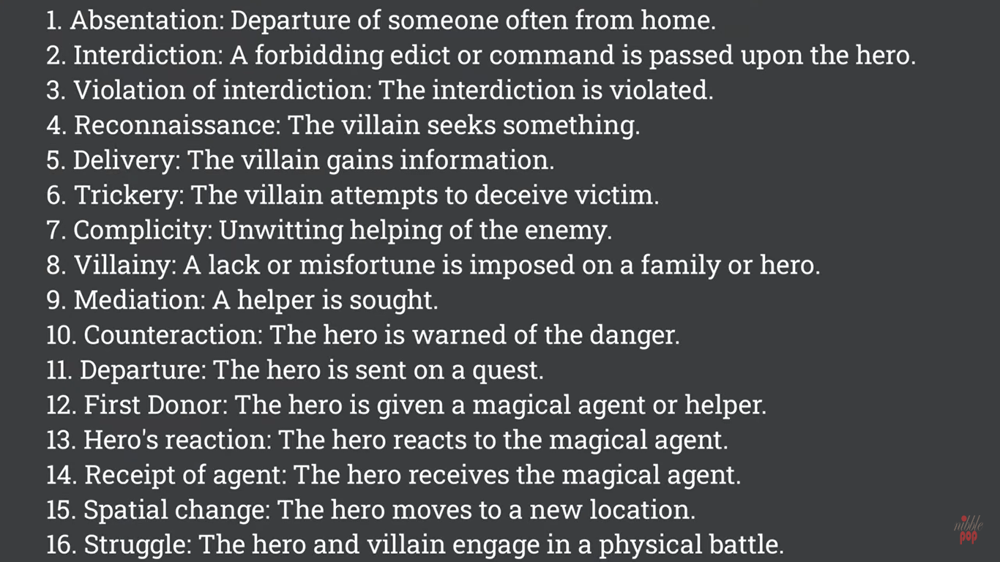 1. Absentation: Departure of someone often from home.
2. Interdiction: A forbidding edict or command is passed upon the hero.
3. Violation of interdiction: The interdiction is violated.
4. Reconnaissance: The villain seeks something.
5. Delivery: The villain gains information.
6. Trickery: The villain attempts to deceive victim.
7. Complicity: Unwitting helping of the enemy.
8. Villainy: A lack or misfortune is imposed on a family or hero.
9. Mediation: A helper is sought.
10. Counteraction: The hero is warned of the danger.
11. Departure: The hero is sent on a quest.
12. First Donor: The hero is given a magical agent or helper.
13. Hero's reaction: The hero reacts to the magical agent.
14. Receipt of agent: The hero receives the magical agent.
15. Spatial change: The hero moves to a new location.
16. Struggle: The hero and villain engage in a physical battle.
nibble
pop